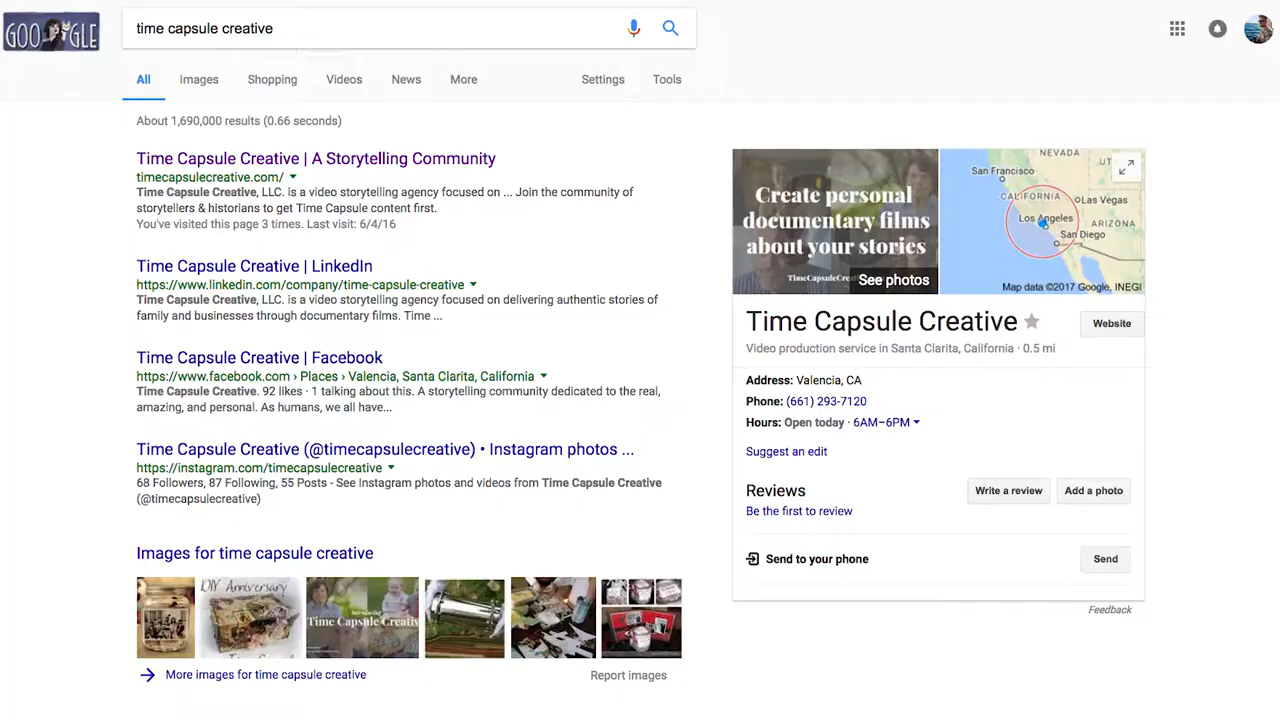 GOOGLE
time capsule creative
All Images Shopping Videos News More Settings Tools
About 1,690,000 results (0.66 seconds)
Time Capsule Creative | A Storytelling Community
timecapsulecreative.com/
Time Capsule Creative, LLC. is a video storytelling agency focused on ... Join the community of
storytellers & historians to get Time Capsule content first.
You've visited this page 3 times. Last visit: 6/4/16
Time Capsule Creative | LinkedIn
https://www.linkedin.com/company/time-capsule-creative
Time Capsule Creative, LLC. is a video storytelling agency focused on delivering authentic stories of
family and businesses through documentary films. Time ...
Time Capsule Creative | Facebook
https://www.facebook.com › Places › Valencia, Santa Clarita, California
Time Capsule Creative. 92 likes · 1 talking about this. A storytelling community dedicated to the real,
amazing, and personal. As humans, we all have...
Time Capsule Creative (@timecapsulecreative) • Instagram photos ...
https://instagram.com/timecapsulecreative
68 Followers, 87 Following, 55 Posts - See Instagram photos and videos from Time Capsule Creative
(@timecapsulecreative)
Images for time capsule creative
DIY Anniversary
Introducing
Time Capsule Creativ
More images for time capsule creative
Report images
Create personal
documentary films
about your stories
TimeCapsuleCrea
See photos
NEVADA
UT
San Francisco
CALIFORNIA
Las Vegas
Los Angeles
ARIZONA
San Diego
Map data ©2017 Google, INEGI
Time Capsule Creative
Website
Video production service in Santa Clarita, California · 0.5 mi
Address: Valencia, CA
Phone: (661) 293-7120
Hours: Open today · 6AM–6PM
Suggest an edit
Reviews
Write a review
Add a photo
Be the first to review
Send to your phone
Send
Feedback